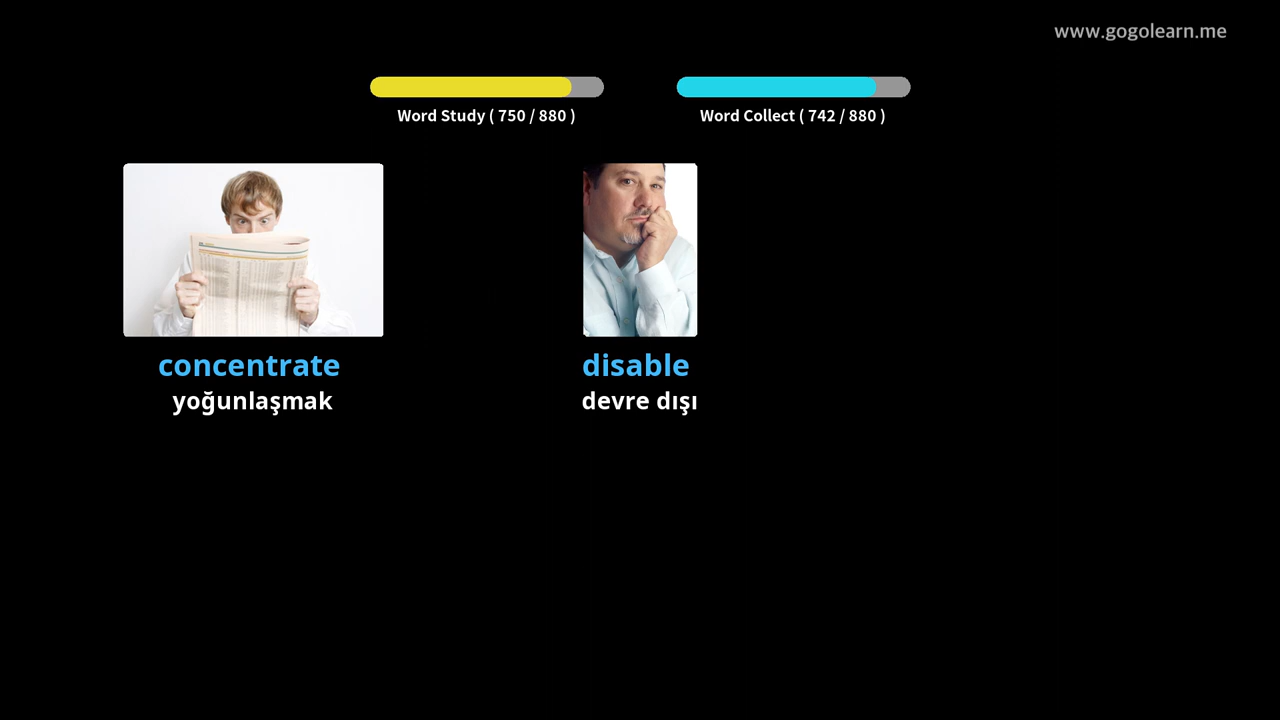 www.gogolearn.me
Word Study ( 750 / 880 )
Word Collect ( 742 / 880 )
concentrate
yoğunlaşmak
disable
devre dışı